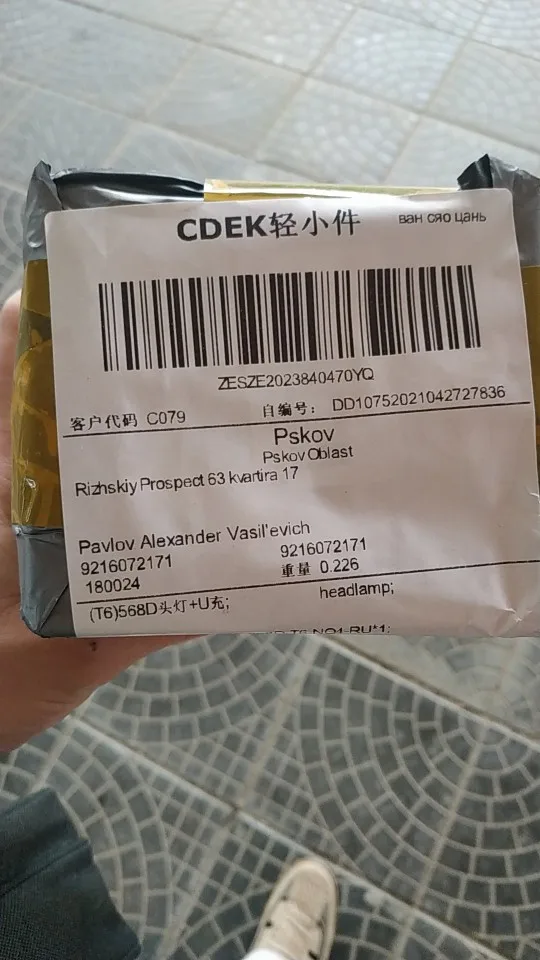 CDEK轻小件 ван сяо цань
ZESZE2023840470YQ
客户代码 C079 自编号: DD10752021042727836
Pskov
Pskov Oblast
Rizhskiy Prospect 63 kvartira 17
Pavlov Alexander Vasil'evich
9216072171 9216072171
180024 重量 0.226
(T6)568D头灯+U充; headlamp;